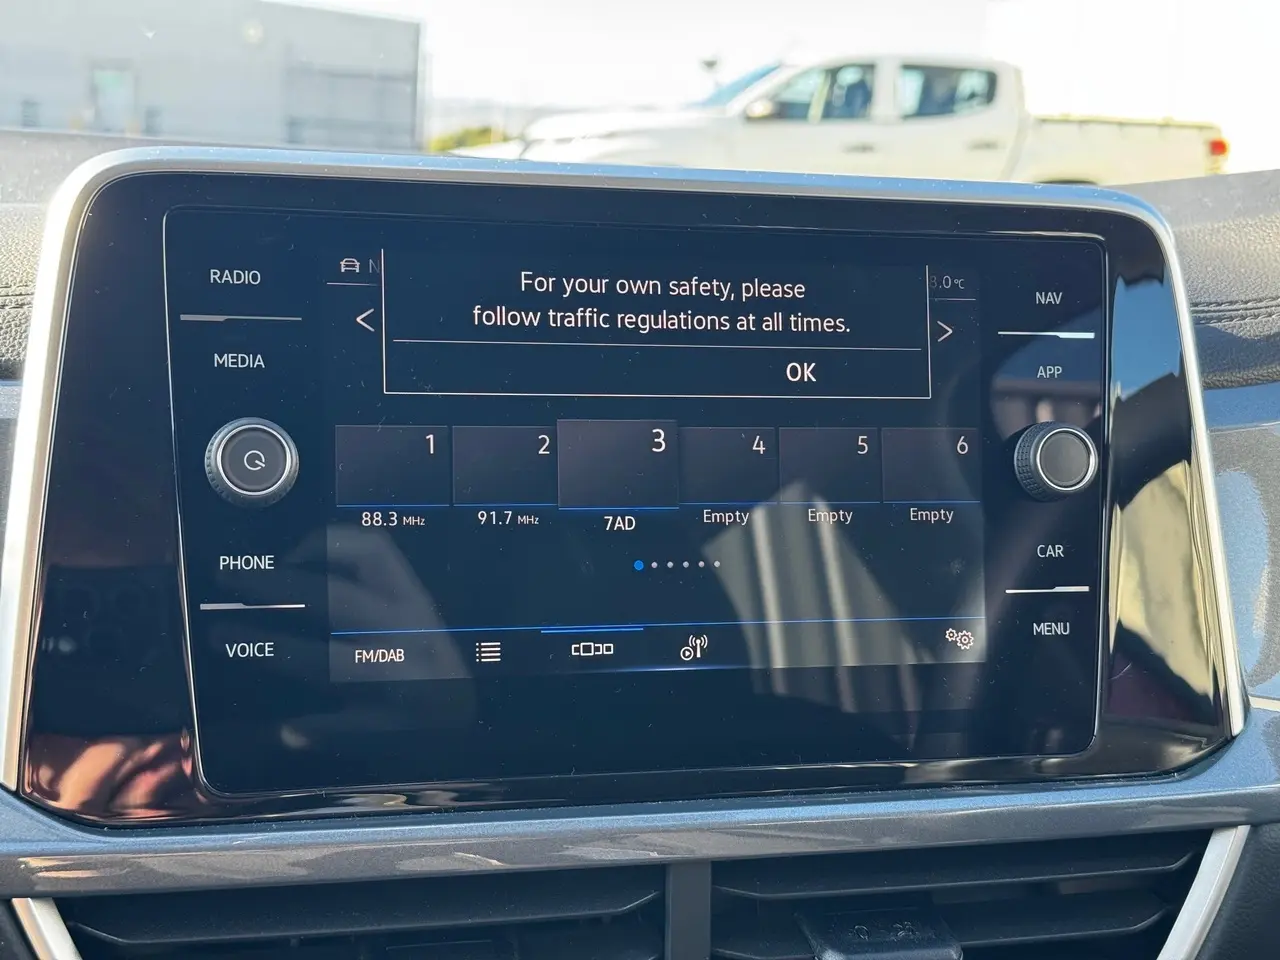 RADIO
MEDIA
PHONE
VOICE
For your own safety, please
follow traffic regulations at all times.
OK
<
>
1
2
3
4
5
6
88.3 MHz
91.7 MHz
7AD
Empty
Empty
Empty
FM/DAB
NAV
APP
CAR
MENU